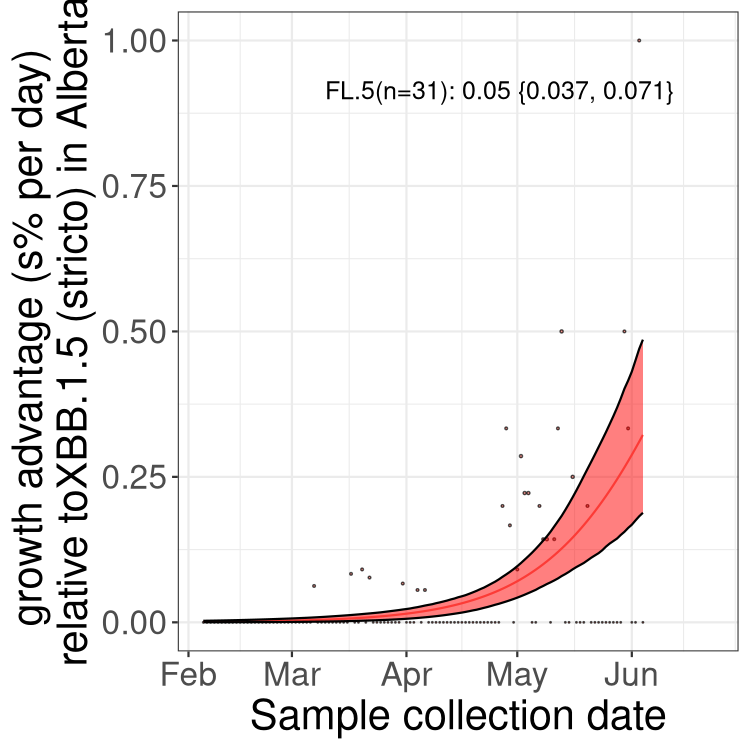 growth advantage (s% per day)
relative toXBB.1.5 (stricto) in Alberta
1.00
0.75
0.50
0.25
0.00
FL.5(n=31): 0.05 {0.037, 0.071}
Feb Mar Apr May Jun
Sample collection date